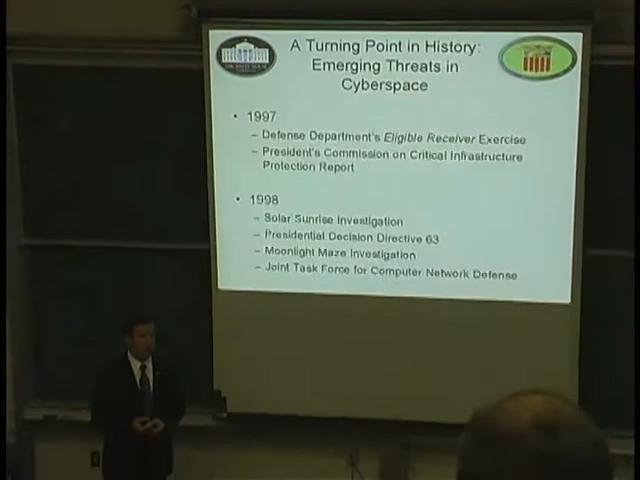 A Turning Point in History:
Emerging Threats in
Cyberspace
• 1997
– Defense Department's Eligible Receiver Exercise
– President's Commission on Critical Infrastructure
Protection Report
• 1998
– Solar Sunrise Investigation
– Presidential Decision Directive 63
– Moonlight Maze Investigation
– Joint Task Force for Computer Network Defense